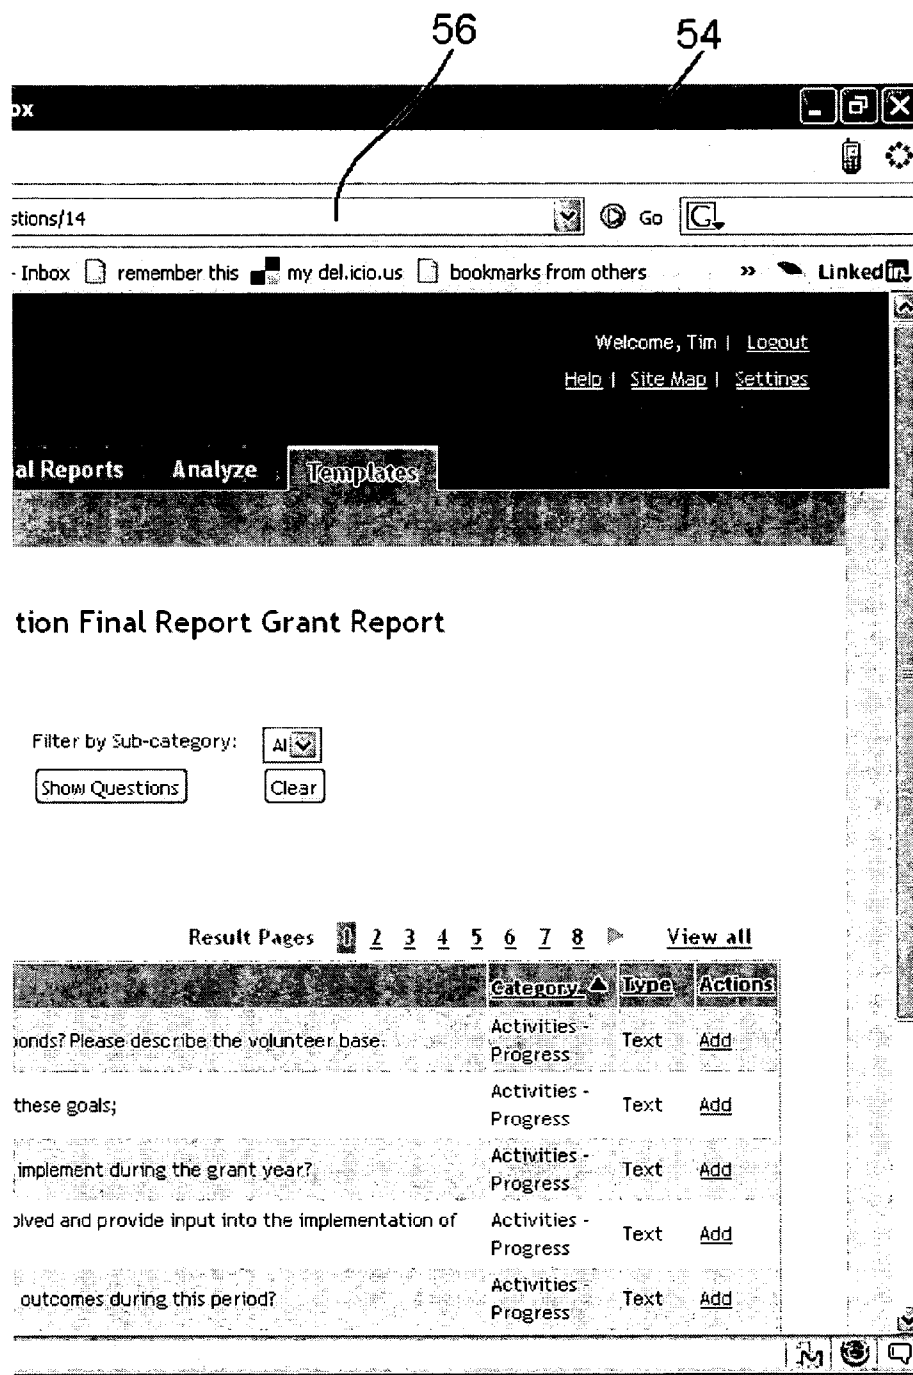 56 54
ox
stions/14 Go G
- Inbox remember this my del.icio.us bookmarks from others » Linked in
Welcome, Tim | Logout
Help | Site Map | Settings
al Reports Analyze Templates
tion Final Report Grant Report
Filter by Sub-category: Al
Show Questions Clear
Result Pages 2 3 4 5 6 7 8 View all
Category Type Actions
ponds? Please describe the volunteer base. Activities - Progress Text Add
these goals; Activities - Progress Text Add
implement during the grant year? Activities - Progress Text Add
olved and provide input into the implementation of Activities - Progress Text Add
outcomes during this period? Activities - Progress Text Add